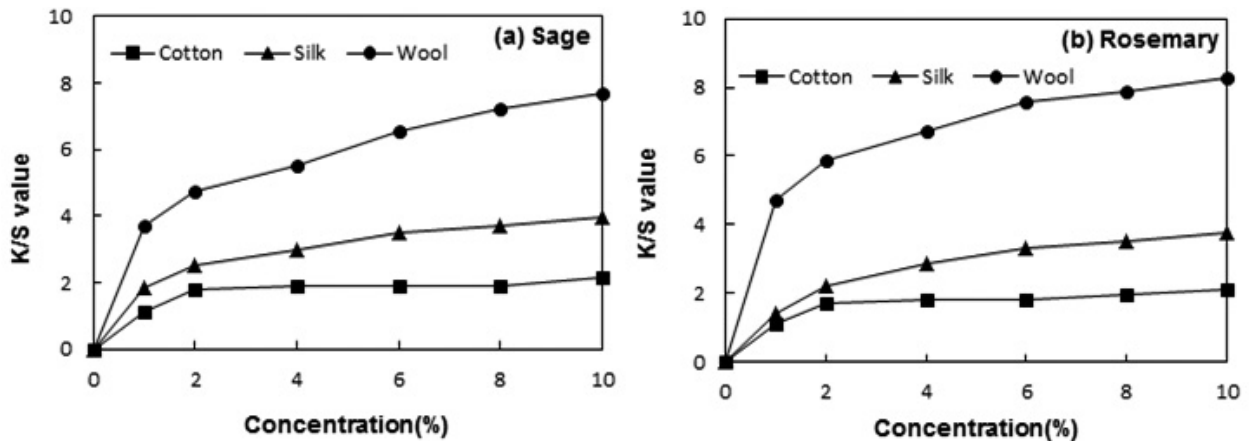 (a) Sage
Cotton Silk Wool
K/S value
10
8
6
4
2
0
0 2 4 6 8 10
Concentration(%)
(b) Rosemary
Cotton Silk Wool
K/S value
10
8
6
4
2
0
0 2 4 6 8 10
Concentration(%)